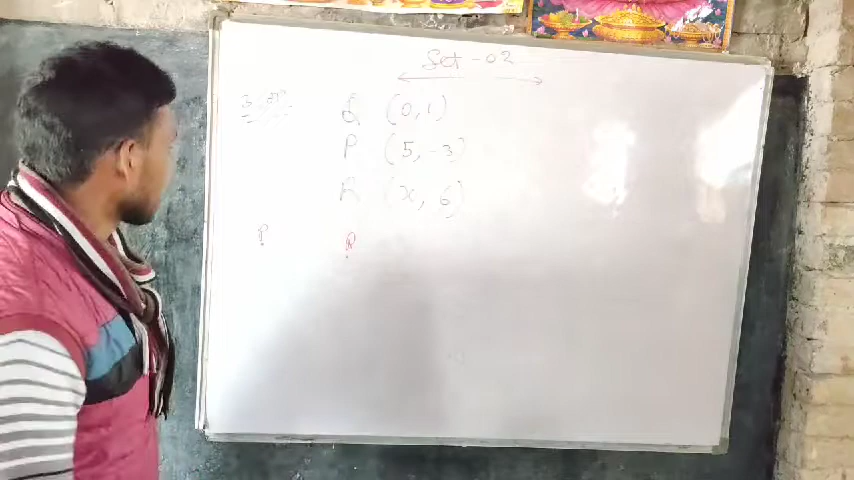 Set-02
Q (0,1)
P (5,-3)
R (x, 6)
P